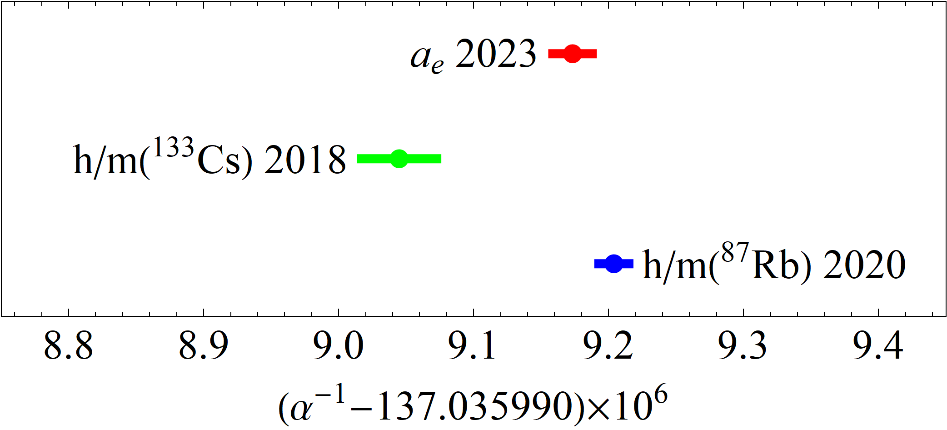 aₑ 2023
h/m(¹³³Cs) 2018
h/m(⁸⁷Rb) 2020
8.8 8.9 9.0 9.1 9.2 9.3 9.4
(α⁻¹−137.035990)×10⁶